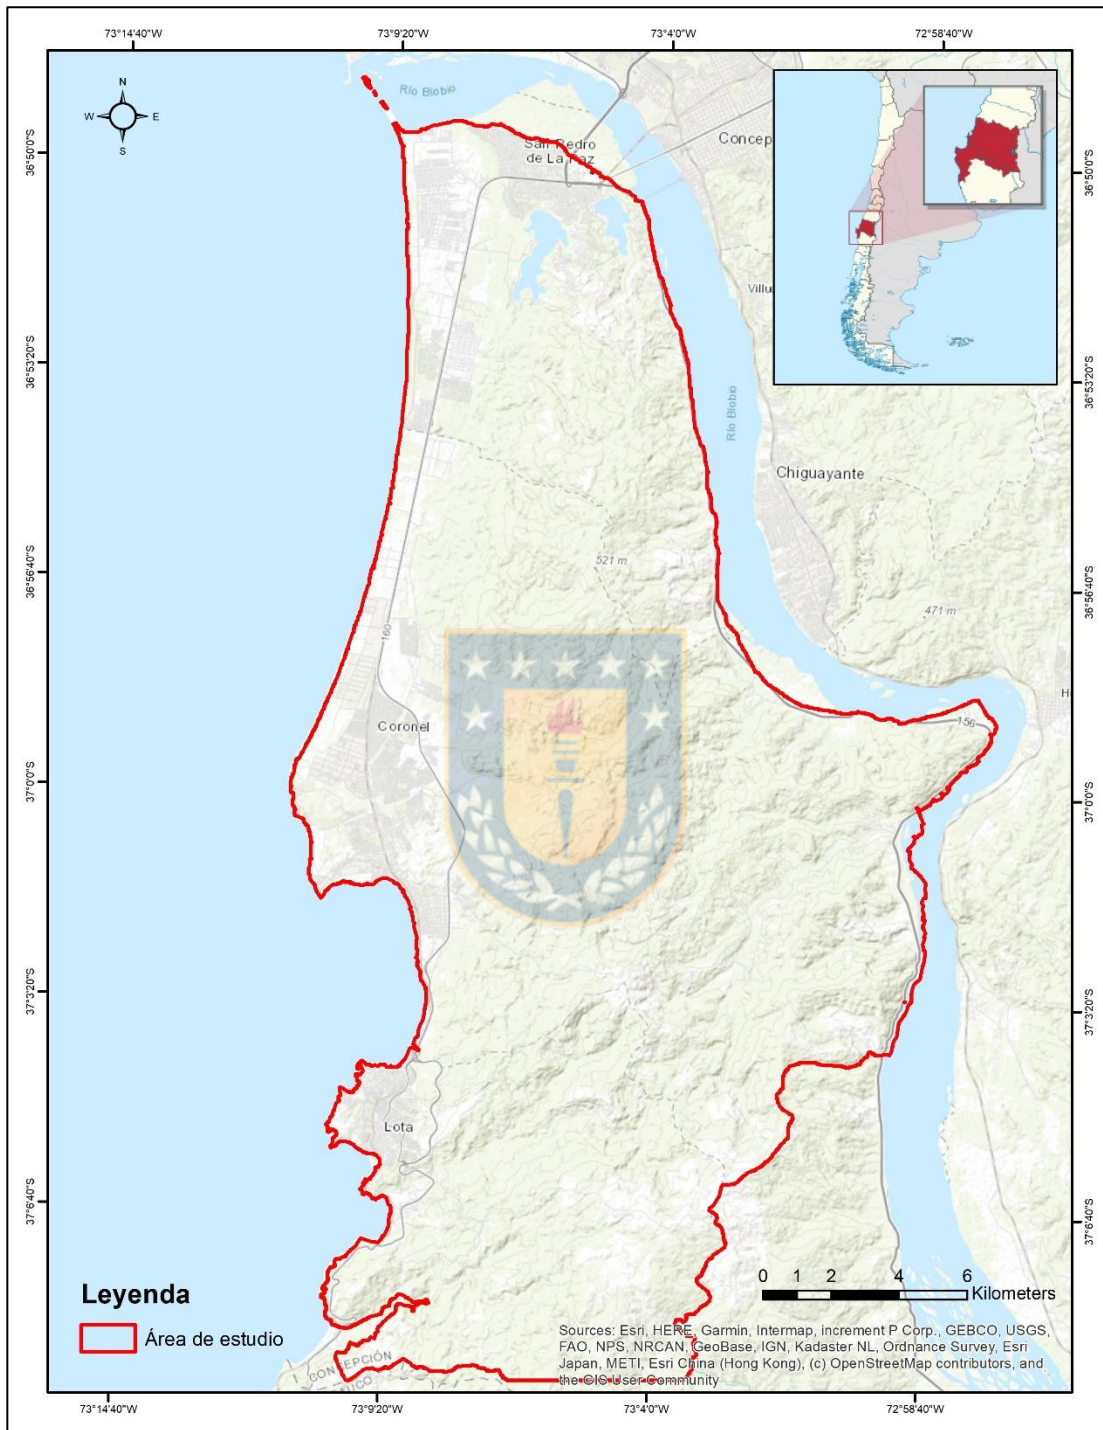 73°14'40"W
73°9'20"W
73°4'0"W
72°58'40"W
N
W
E
S
Río Biobío
San Pedro
de La Paz
Concep
36°50'0"S
36°50'0"S
Villu
36°53'20"S
36°53'20"S
Río Biobío
Chiguayante
521 m
36°56'40"S
36°56'40"S
471 m
160
H
Coronel
156
37°0'0"S
37°0'0"S
37°3'20"S
37°3'20"S
Lota
37°6'40"S
37°6'40"S
0 1 2 4 6
Kilometers
Leyenda
Área de estudio
CONCEPCIÓN
Sources: Esri, HERE, Garmin, Intermap, increment P Corp., GEBCO, USGS,
FAO, NPS, NRCAN, GeoBase, IGN, Kadaster NL, Ordnance Survey, Esri
Japan, METI, Esri China (Hong Kong), (c) OpenStreetMap contributors, and
the GIS User Community
73°14'40"W
73°9'20"W
73°4'0"W
72°58'40"W